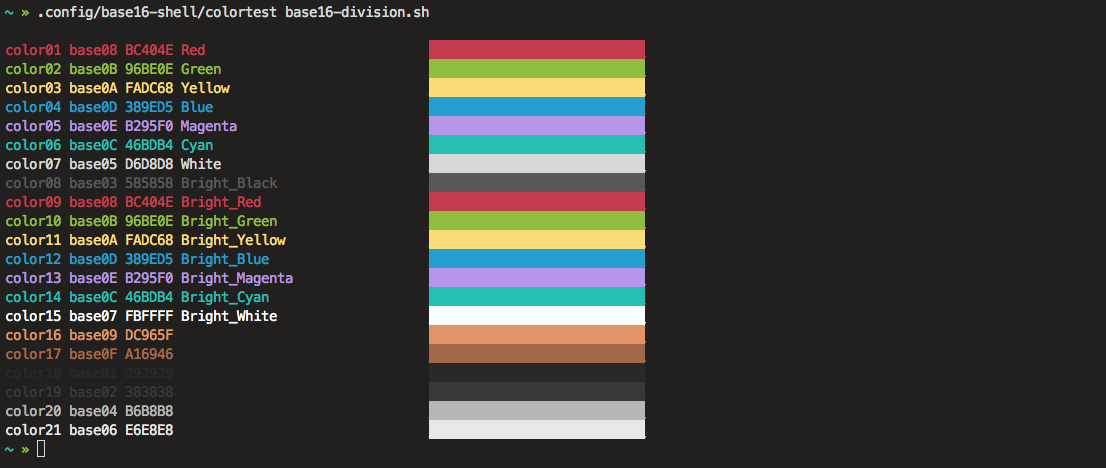 ~ » .config/base16-shell/colortest base16-division.sh
color01 base08 BC404E Red
color02 base0B 96BE0E Green
color03 base0A FADC68 Yellow
color04 base0D 389ED5 Blue
color05 base0E B295F0 Magenta
color06 base0C 46BDB4 Cyan
color07 base05 D6D8D8 White
color08 base03 585858 Bright_Black
color09 base08 BC404E Bright_Red
color10 base0B 96BE0E Bright_Green
color11 base0A FADC68 Bright_Yellow
color12 base0D 389ED5 Bright_Blue
color13 base0E B295F0 Bright_Magenta
color14 base0C 46BDB4 Bright_Cyan
color15 base07 FBFFFF Bright_White
color16 base09 DC965F
color17 base0F A16946
color18 base01 292929
color19 base02 383838
color20 base04 B6B8B8
color21 base06 E6E8E8
~ »